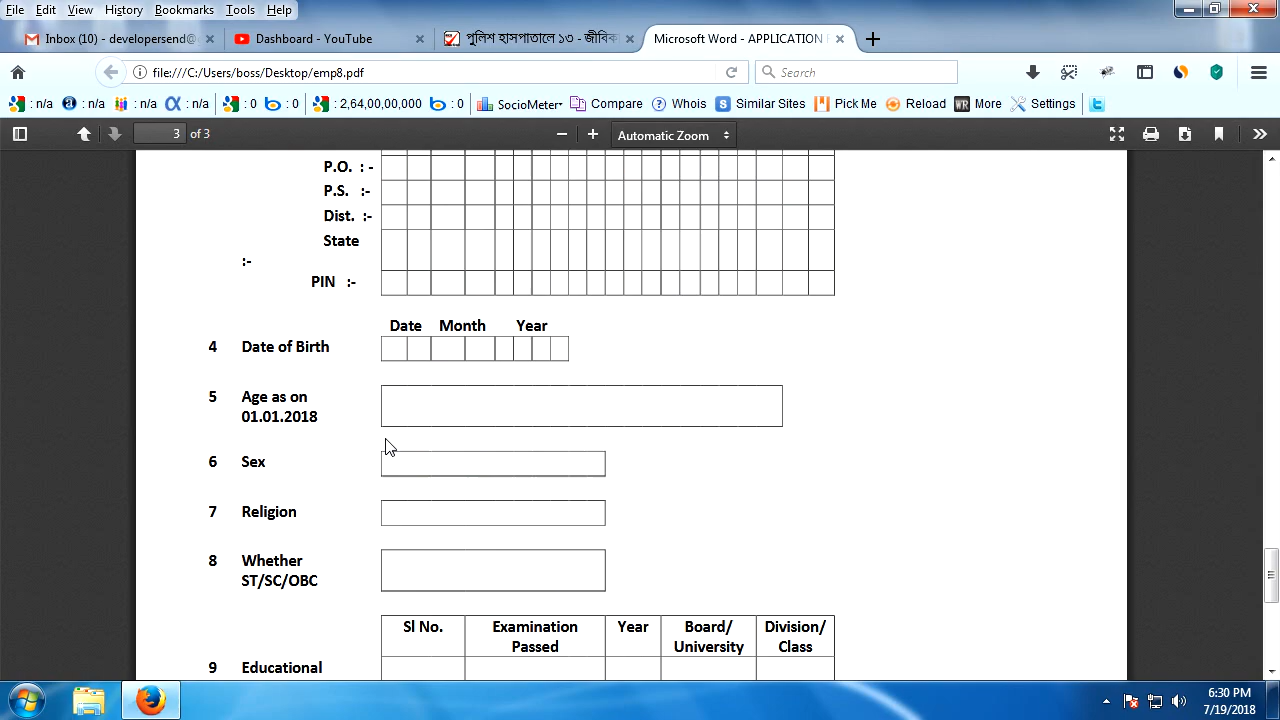 File Edit View History Bookmarks Tools Help
Inbox (10) - developersend@ Dashboard - YouTube পুলিশ হাসপাতালে ১৩ - জীবিক Microsoft Word - APPLICATION
file:///C:/Users/boss/Desktop/emp8.pdf Search
: n/a : n/a : n/a : n/a : 0 : 0 : 2,64,00,00,000 : 0 SocioMeter Compare Whois Similar Sites Pick Me Reload WR More Settings
3 of 3 Automatic Zoom
P.O. : -
P.S. :-
Dist. :-
State
:-
PIN :-
Date Month Year
4 Date of Birth
5 Age as on
01.01.2018
6 Sex
7 Religion
8 Whether
ST/SC/OBC
Sl No. Examination Year Board/ Division/
Passed University Class
9 Educational
6:30 PM
7/19/2018